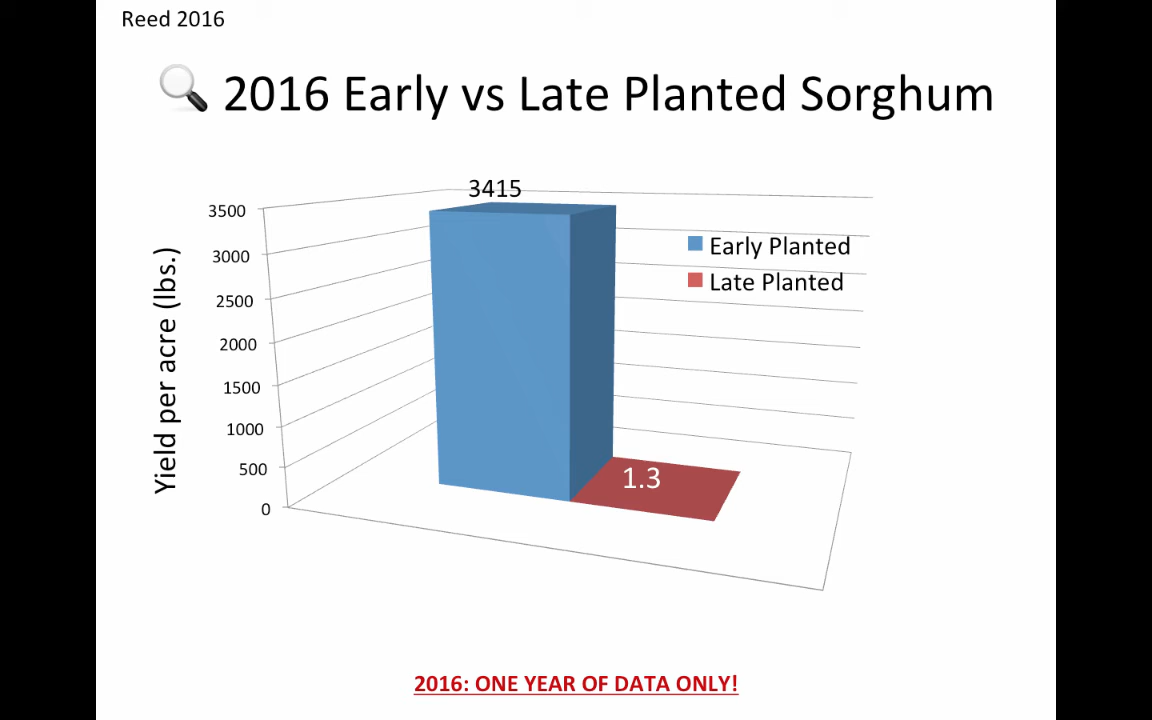 Reed 2016
2016 Early vs Late Planted Sorghum
Yield per acre (lbs.)
3500
3000
2500
2000
1500
1000
500
0
3415
1.3
Early Planted
Late Planted
2016: ONE YEAR OF DATA ONLY!